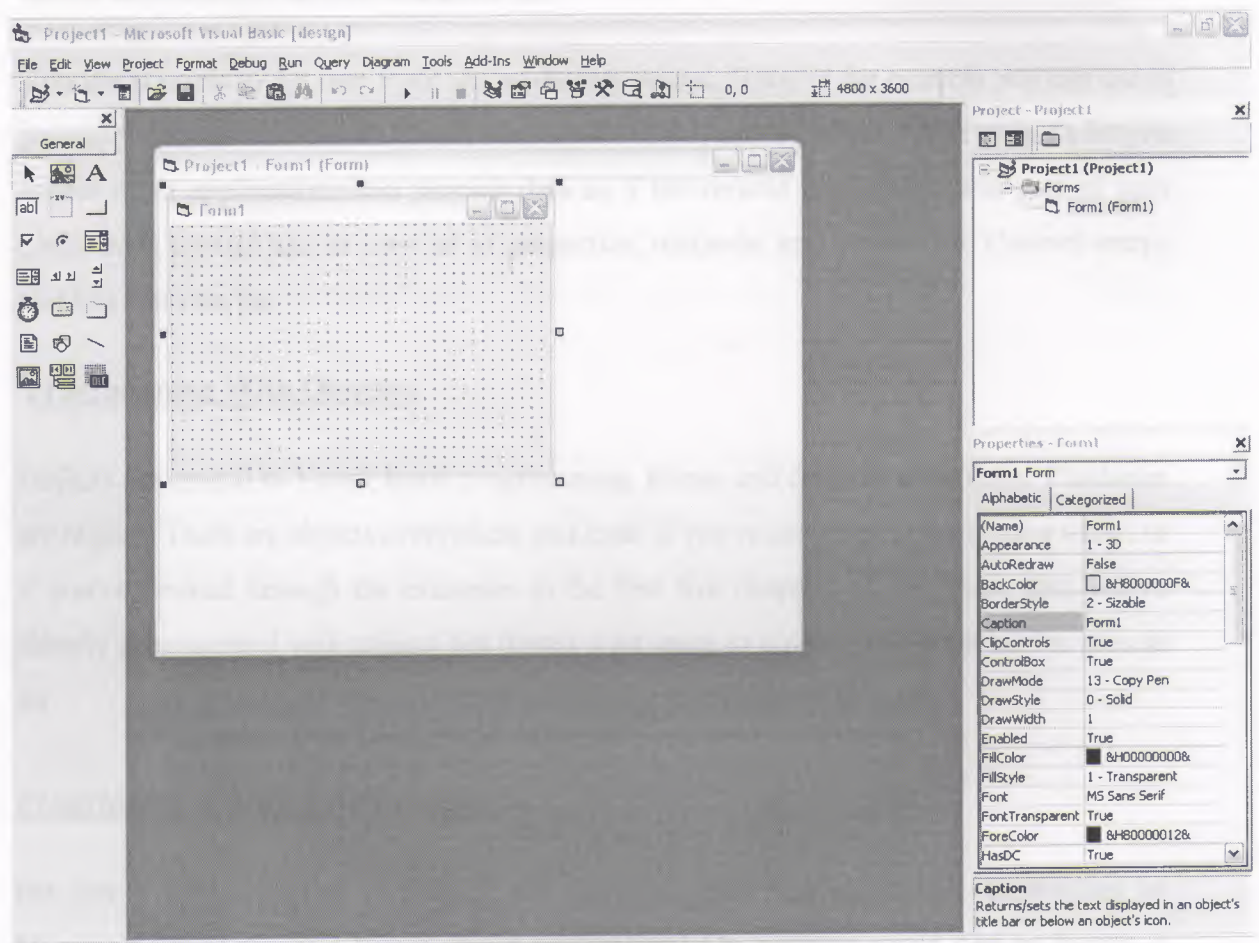 Project1 - Microsoft Visual Basic [design]
File Edit View Project Format Debug Run Query Diagram Tools Add-Ins Window Help
0, 0 4800 x 3600
General
A
ab|
xv
OLE
Project1 - Form1 (Form)
Form1
Project - Project1
Project1 (Project1)
Forms
Form1 (Form1)
Properties - Form1
Form1 Form
Alphabetic Categorized
(Name) Form1
Appearance 1 - 3D
AutoRedraw False
BackColor &H8000000F&
BorderStyle 2 - Sizable
Caption Form1
ClipControls True
ControlBox True
DrawMode 13 - Copy Pen
DrawStyle 0 - Solid
DrawWidth 1
Enabled True
FillColor &H00000000&
FillStyle 1 - Transparent
Font MS Sans Serif
FontTransparent True
ForeColor &H80000012&
HasDC True
Caption
Returns/sets the text displayed in an object's
title bar or below an object's icon.